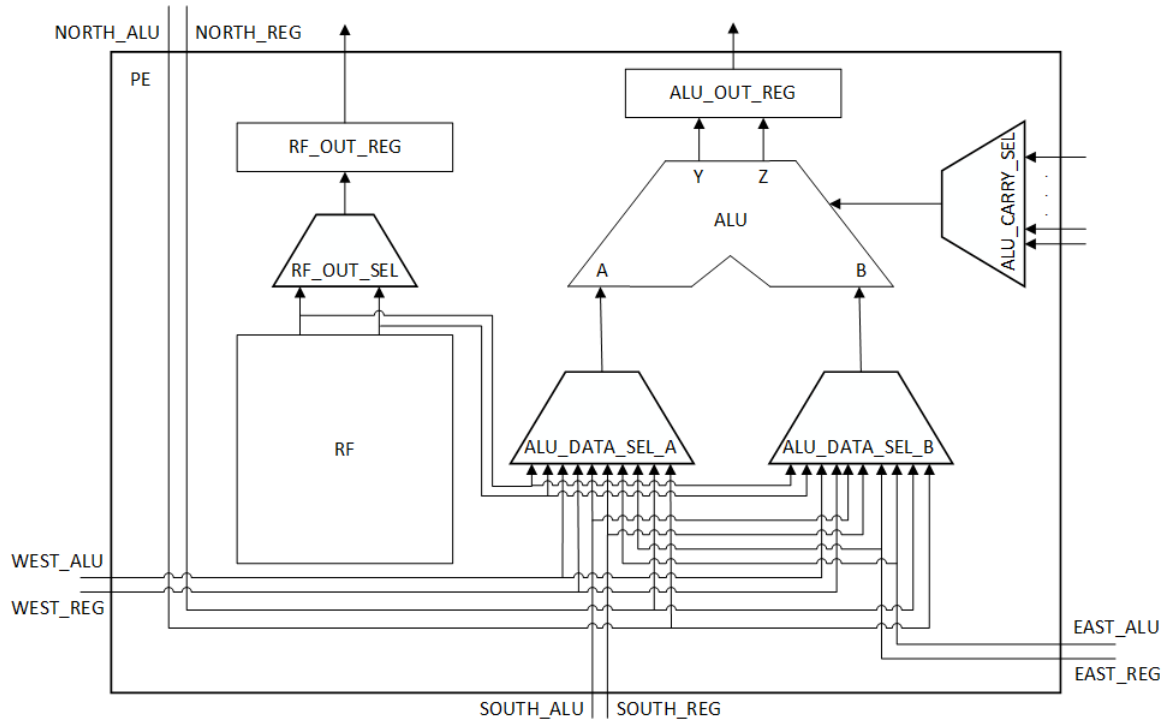 NORTH_ALU
NORTH_REG
PE
ALU_OUT_REG
RF_OUT_REG
Y
Z
ALU_CARRY_SEL
ALU
RF_OUT_SEL
A
B
RF
ALU_DATA_SEL_A
ALU_DATA_SEL_B
WEST_ALU
WEST_REG
EAST_ALU
EAST_REG
SOUTH_ALU
SOUTH_REG